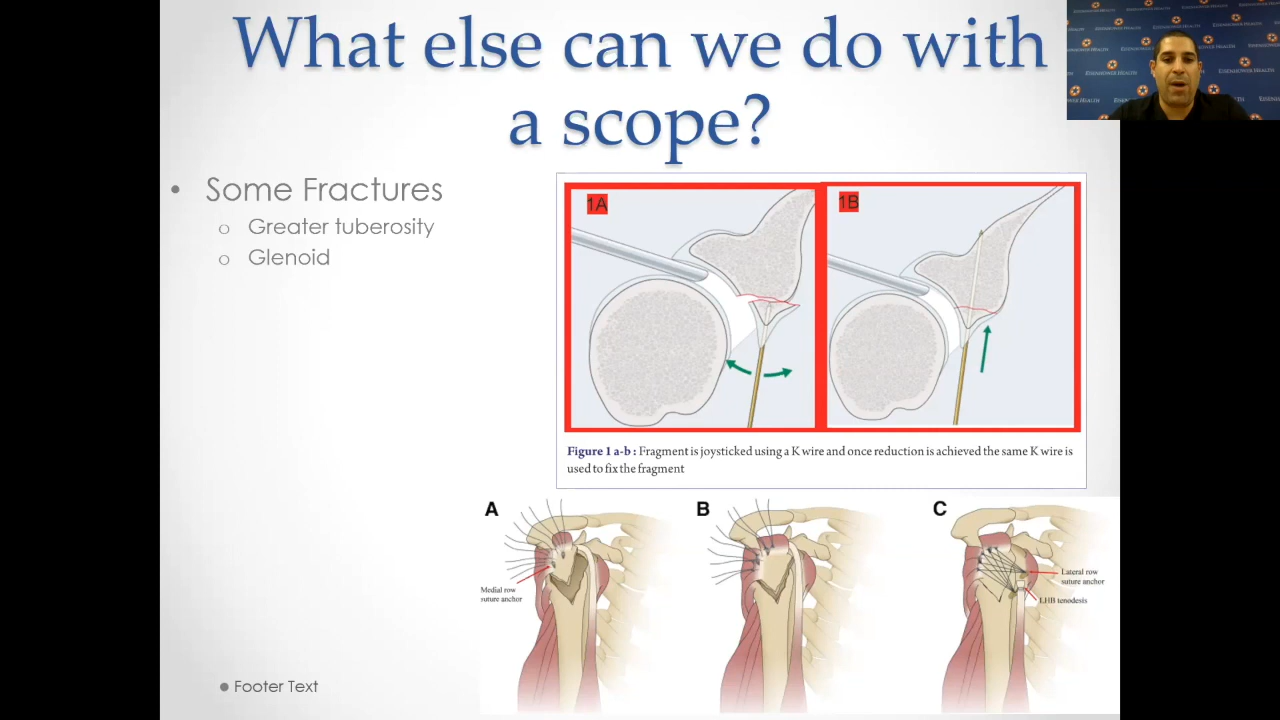 What else can we do with
a scope?
EISENHOWER HEALTH
• Some Fractures
o Greater tuberosity
o Glenoid
1A
1B
Figure 1 a-b : Fragment is joysticked using a K wire and once reduction is achieved the same K wire is
used to fix the fragment
A
B
C
Medial row
suture anchor
Lateral row
suture anchor
LHB tenodesis
• Footer Text